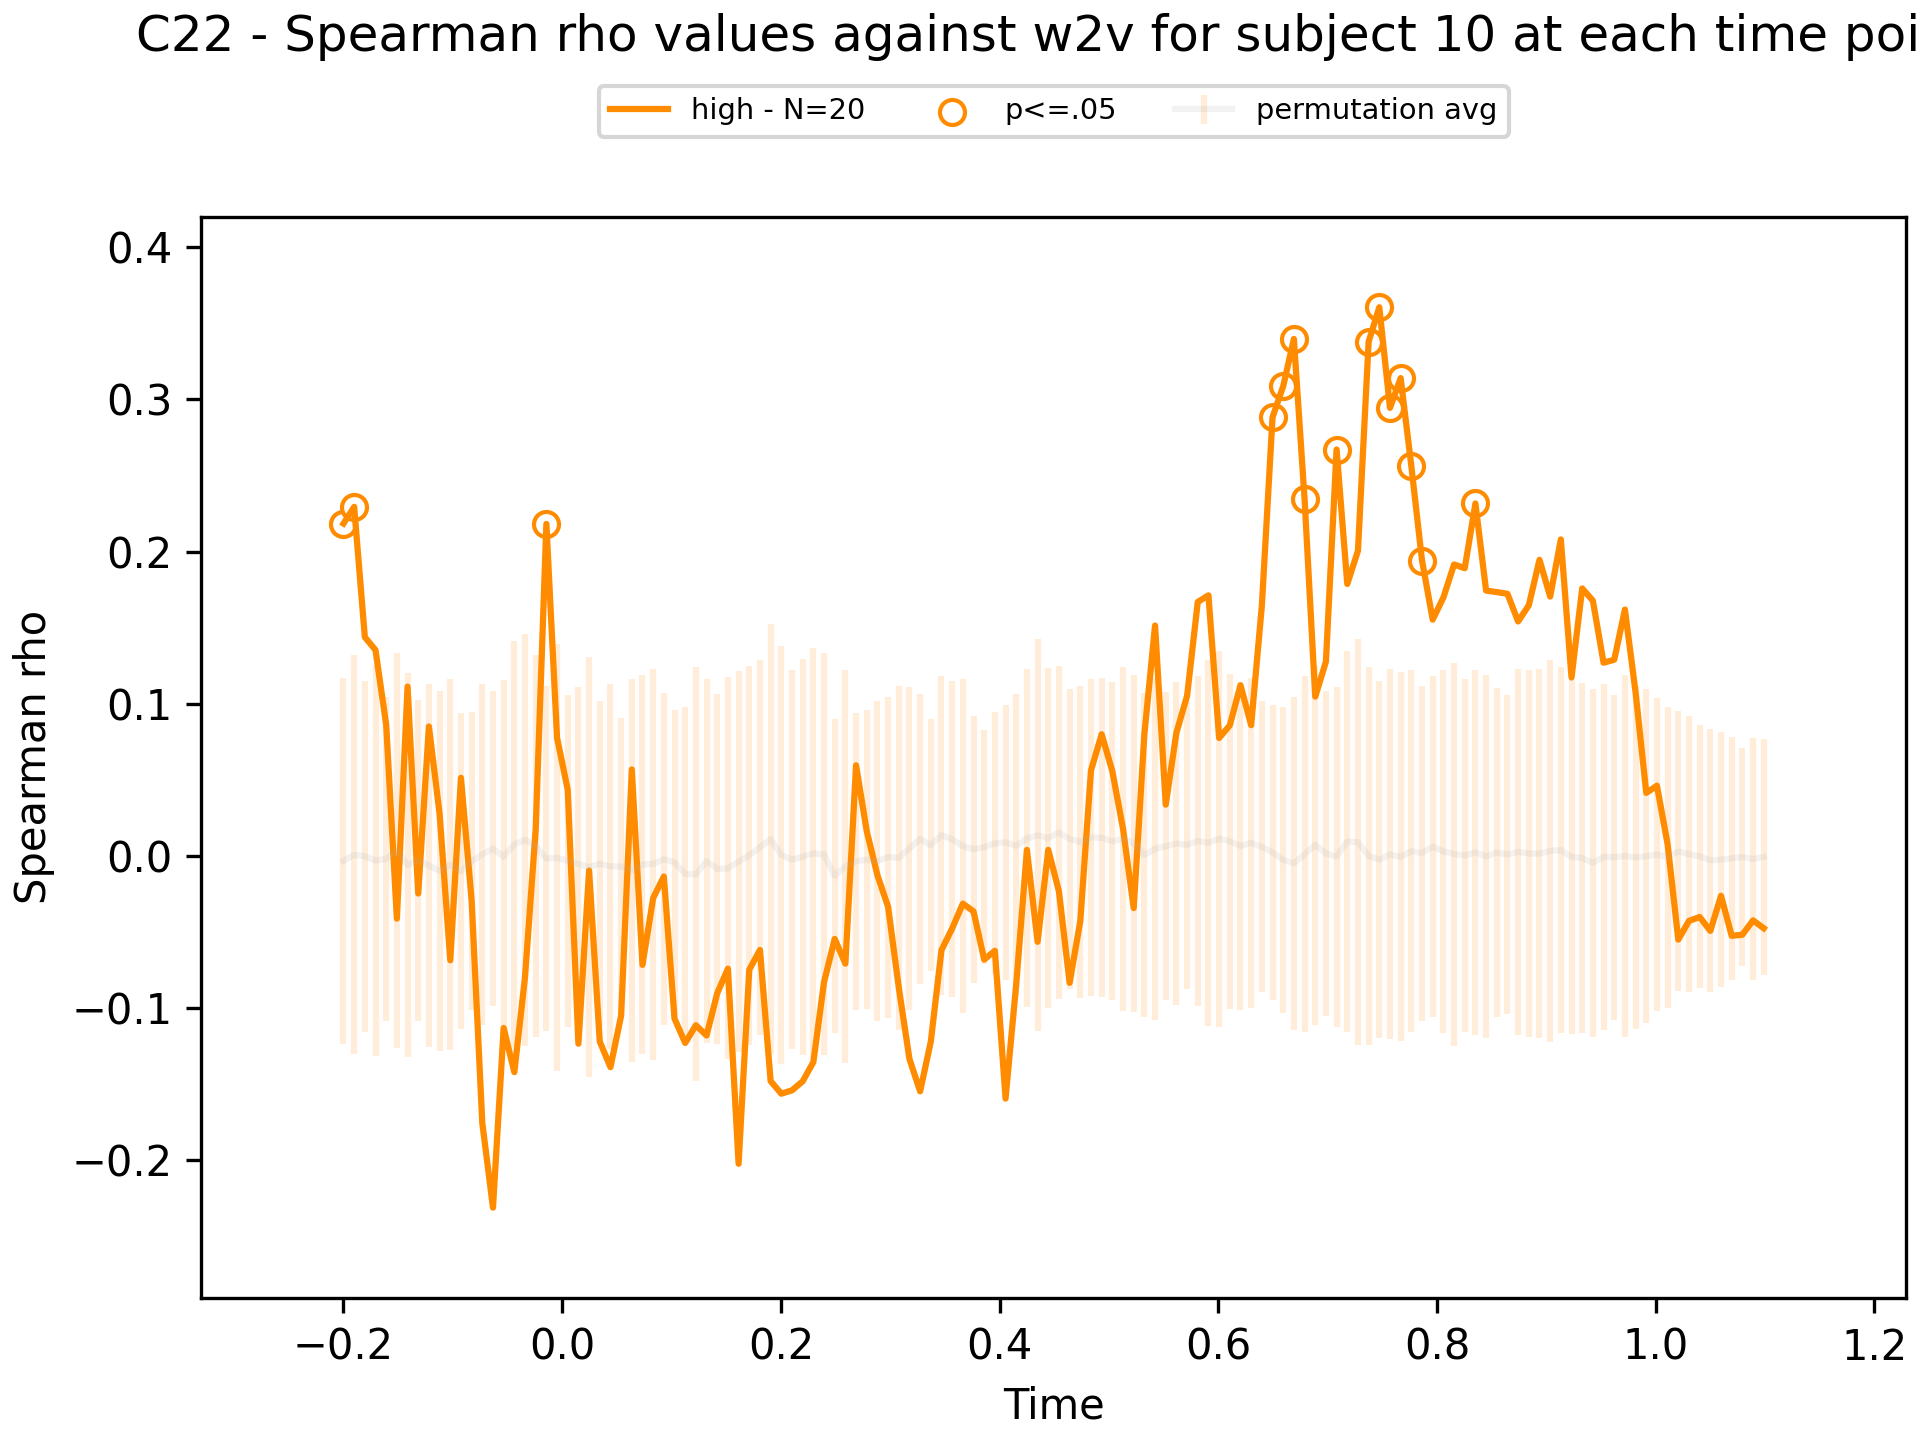 C22 - Spearman rho values against w2v for subject 10 at each time poi
high - N=20 p<=.05 permutation avg
0.4
0.3
0.2
0.1
0.0
−0.1
−0.2
Spearman rho
−0.2 0.0 0.2 0.4 0.6 0.8 1.0 1.2
Time